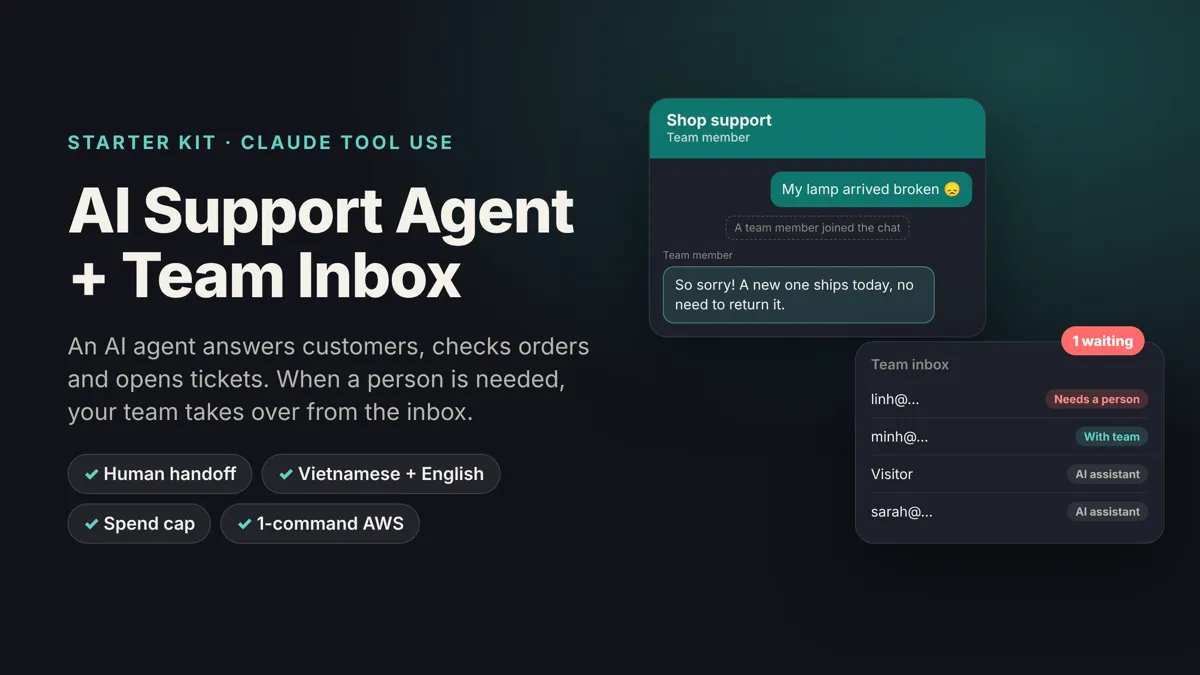 STARTER KIT · CLAUDE TOOL USE
AI Support Agent
+ Team Inbox
An AI agent answers customers, checks orders
and opens tickets. When a person is needed,
your team takes over from the inbox.
✓ Human handoff
✓ Vietnamese + English
✓ Spend cap
✓ 1-command AWS
Shop support
Team member
My lamp arrived broken 😞
A team member joined the chat
Team member
So sorry! A new one ships today, no
need to return it.
1 waiting
Team inbox
linh@... Needs a person
minh@... With team
Visitor AI assistant
sarah@... AI assistant